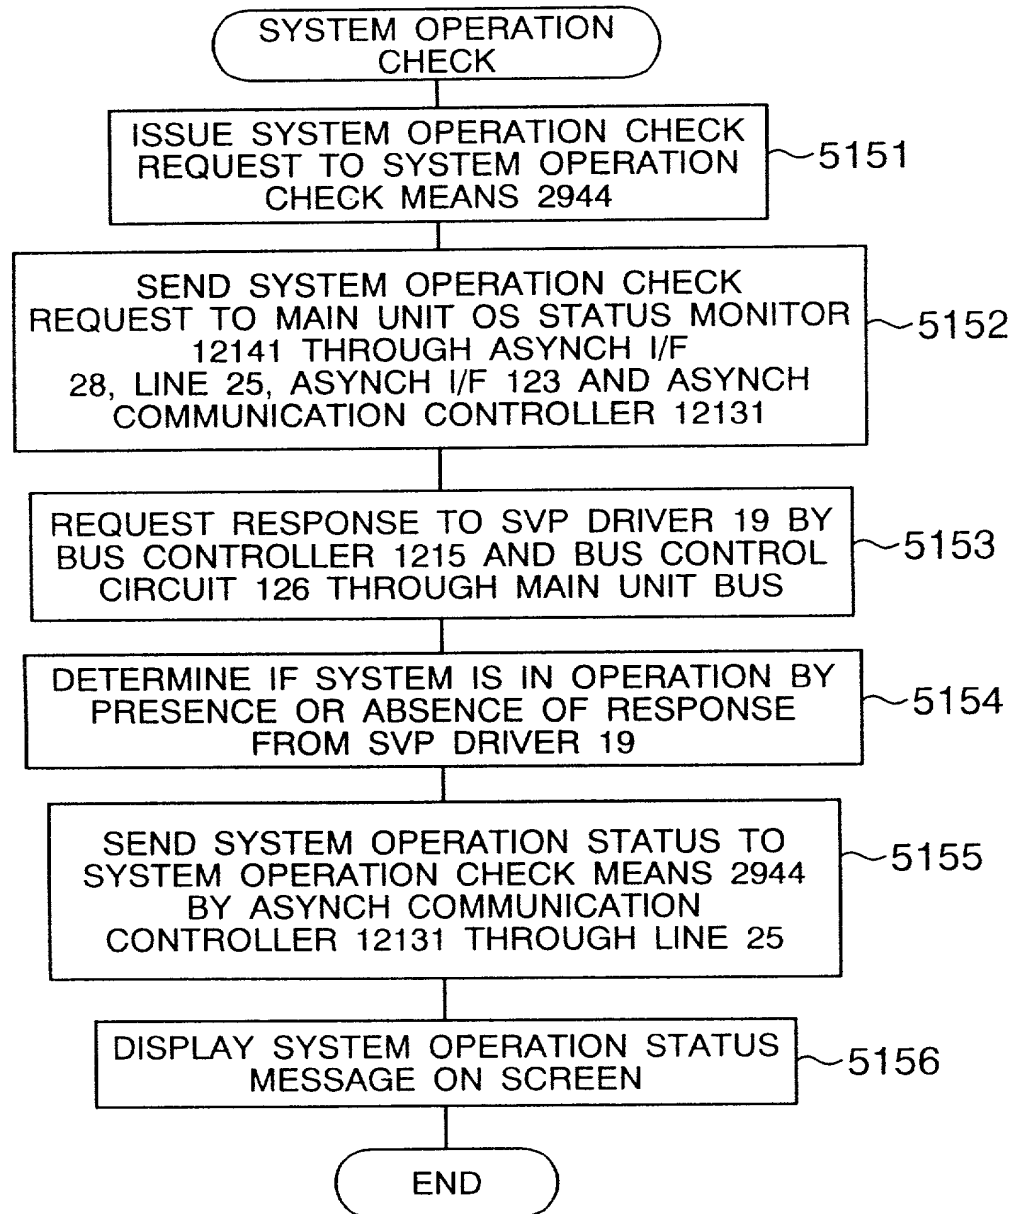 SYSTEM OPERATION
CHECK
ISSUE SYSTEM OPERATION CHECK
REQUEST TO SYSTEM OPERATION
CHECK MEANS 2944
5151
SEND SYSTEM OPERATION CHECK
REQUEST TO MAIN UNIT OS STATUS MONITOR
12141 THROUGH ASYNCH I/F
28, LINE 25, ASYNCH I/F 123 AND ASYNCH
COMMUNICATION CONTROLLER 12131
5152
REQUEST RESPONSE TO SVP DRIVER 19 BY
BUS CONTROLLER 1215 AND BUS CONTROL
CIRCUIT 126 THROUGH MAIN UNIT BUS
5153
DETERMINE IF SYSTEM IS IN OPERATION BY
PRESENCE OR ABSENCE OF RESPONSE
FROM SVP DRIVER 19
5154
SEND SYSTEM OPERATION STATUS TO
SYSTEM OPERATION CHECK MEANS 2944
BY ASYNCH COMMUNICATION
CONTROLLER 12131 THROUGH LINE 25
5155
DISPLAY SYSTEM OPERATION STATUS
MESSAGE ON SCREEN
5156
END